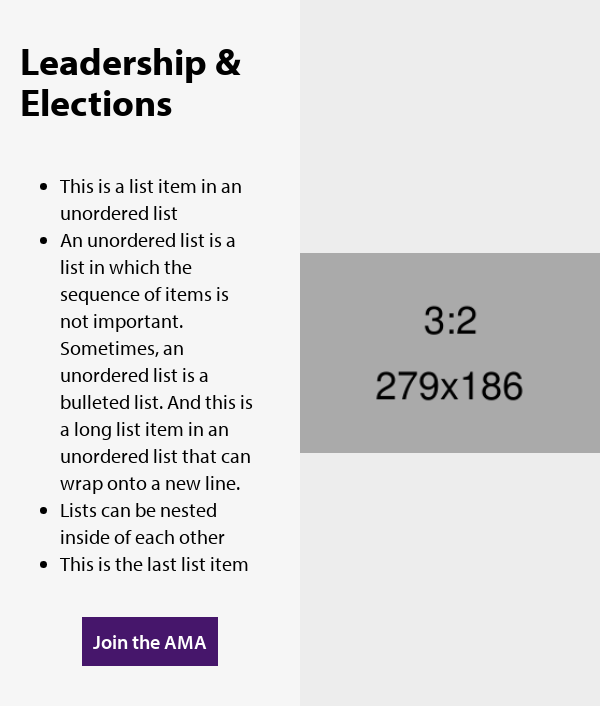 Leadership &
Elections
This is a list item in an
unordered list
An unordered list is a
list in which the
sequence of items is
not important.
Sometimes, an
unordered list is a
bulleted list. And this is
a long list item in an
unordered list that can
wrap onto a new line.
Lists can be nested
inside of each other
This is the last list item
Join the AMA
3:2
279x186